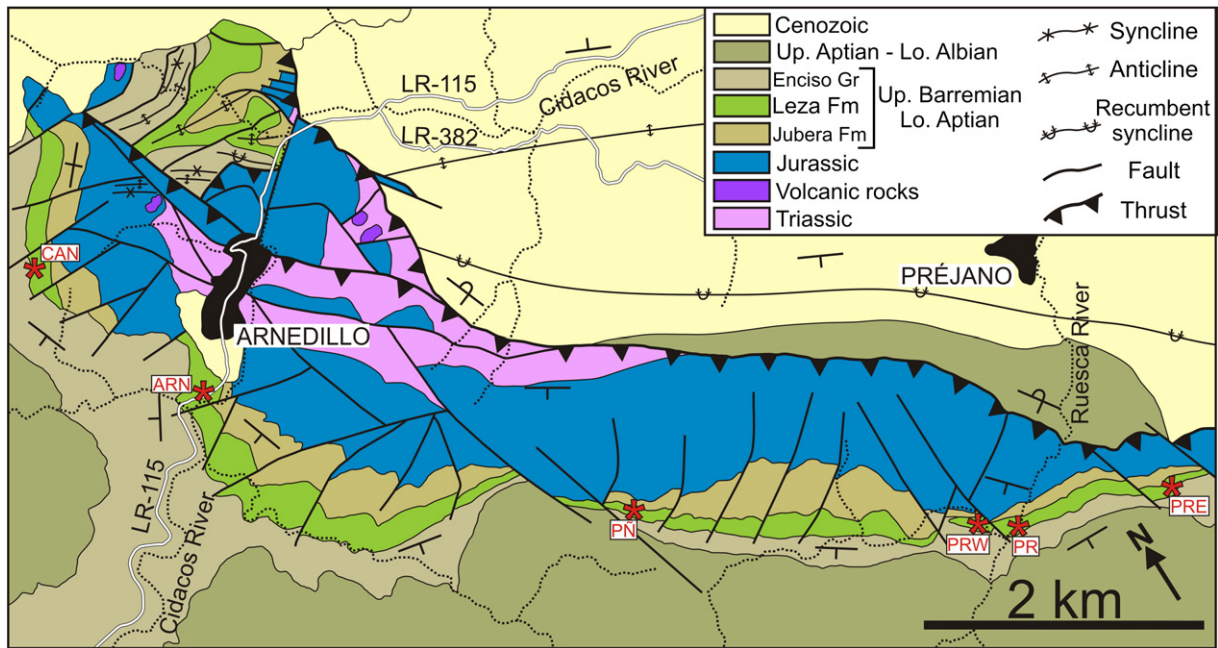 Cenozoic
Up. Aptian - Lo. Albian
Enciso Gr
Leza Fm
Jubera Fm
Up. Barremian
Lo. Aptian
Jurassic
Volcanic rocks
Triassic
Syncline
Anticline
Recumbent
syncline
Fault
Thrust
LR-115
Cidacos River
LR-382
CAN
PRÉJANO
Ruesca River
ARNEDILLO
ARN
LR-115
Cidacos River
PÑ
PRW
PR
PRE
N
2 km